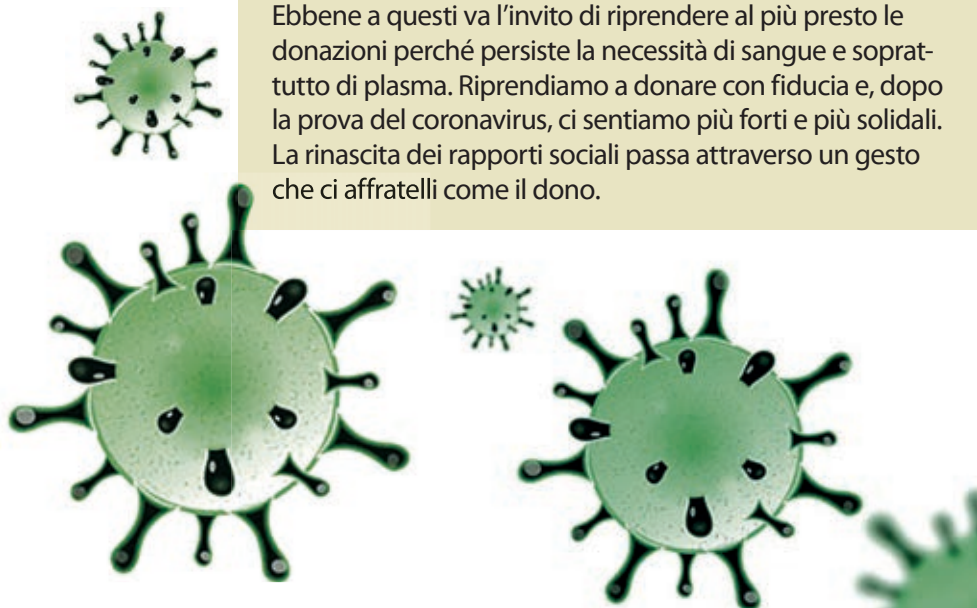 Ebbene a questi va l’invito di riprendere al più presto le
donazioni perché persiste la necessità di sangue e soprat-
tutto di plasma. Riprendiamo a donare con fiducia e, dopo
la prova del coronavirus, ci sentiamo più forti e più solidali.
La rinascita dei rapporti sociali passa attraverso un gesto
che ci affratelli come il dono.